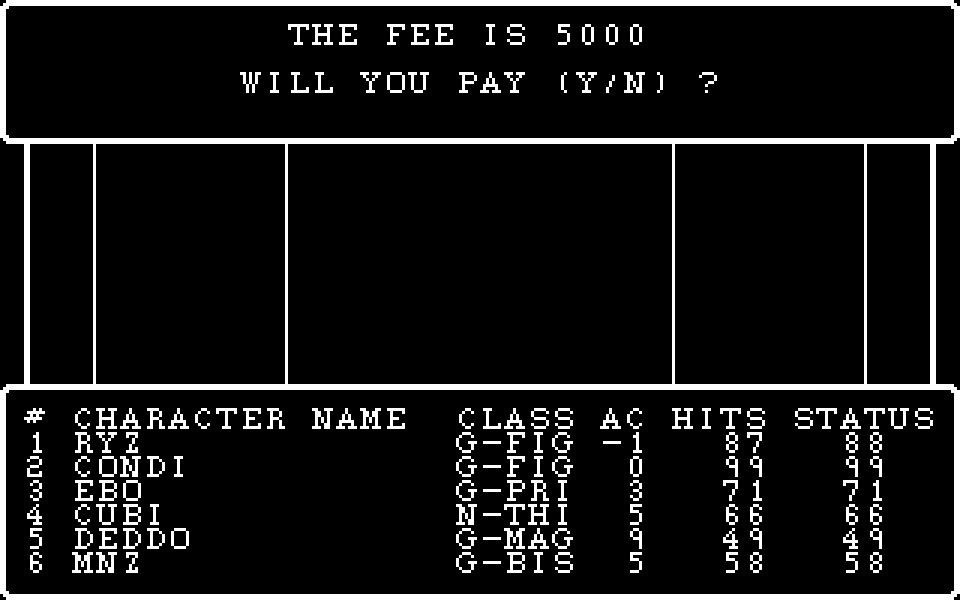 THE FEE IS 5000
WILL YOU PAY (Y/N) ?
# CHARACTER NAME CLASS AC HITS STATUS
1 RYZ G-FIG -1 87 88
2 CONDI G-FIG 0 99 99
3 EBO G-PRI 3 71 71
4 CUBI N-THI 5 66 66
5 DEDDO G-MAG 9 49 49
6 MNZ G-BIS 5 58 58